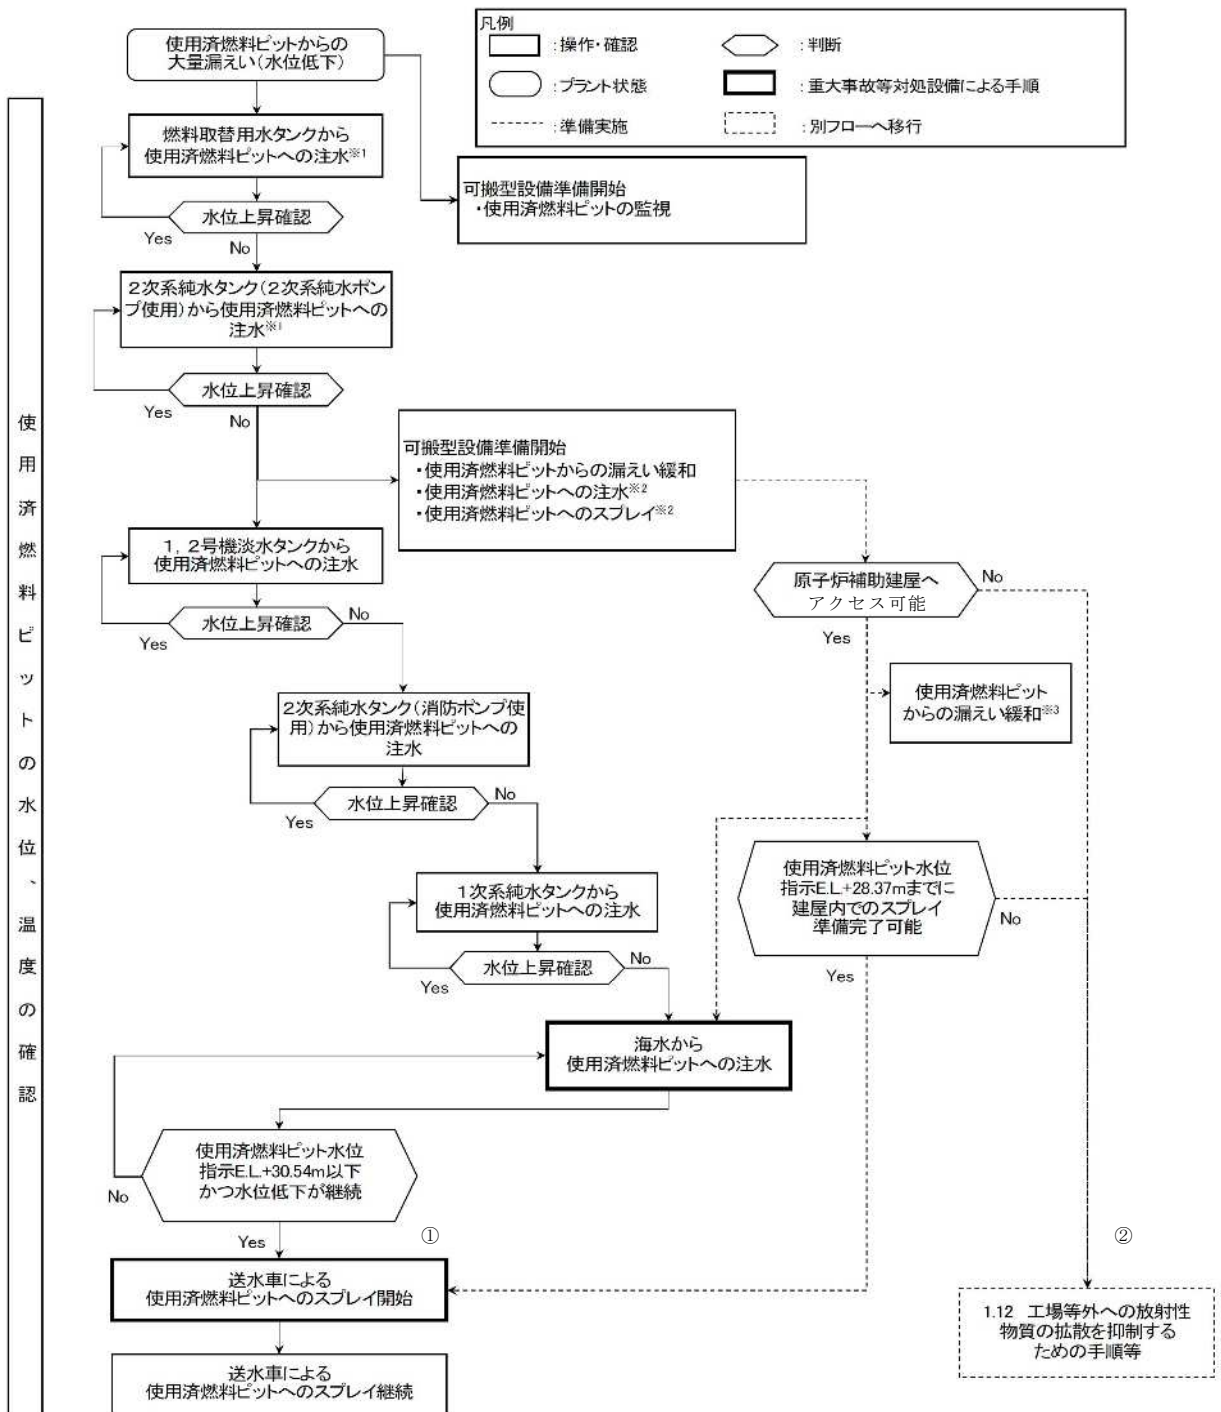 使用済燃料ピットからの
大量漏えい(水位低下)
凡例
:操作・確認
:判断
:プラント状態
:重大事故等対処設備による手順
:準備実施
:別フローへ移行
燃料取替用水タンクから
使用済燃料ピットへの注水※1
可搬型設備準備開始
・使用済燃料ピットの監視
水位上昇確認
Yes
No
2次系純水タンク(2次系純水ポン
プ使用)から使用済燃料ピットへの
注水※1
水位上昇確認
Yes
No
可搬型設備準備開始
・使用済燃料ピットからの漏えい緩和
・使用済燃料ピットへの注水※2
・使用済燃料ピットへのスプレイ※2
1,2号機淡水タンクから
使用済燃料ピットへの注水
原子炉補助建屋へ
アクセス可能
No
Yes
水位上昇確認
No
Yes
使用済燃料ピット
からの漏えい緩和※3
2次系純水タンク(消防ポンプ使
用)から使用済燃料ピットへの
注水
水位上昇確認
No
Yes
使用済燃料ピット水位
指示E.L.+28.37mまでに
建屋内でのスプレイ
準備完了可能
No
Yes
1次系純水タンクから
使用済燃料ピットへの注水
水位上昇確認
No
Yes
海水から
使用済燃料ピットへの注水
使用済燃料ピット水位
指示E.L.+30.54m以下
かつ水位低下が継続
No
Yes
①
②
送水車による
使用済燃料ピットへのスプレイ開始
1.12 工場等外への放射性
物質の拡散を抑制する
ための手順等
送水車による
使用済燃料ピットへのスプレイ継続
使用済燃料ピットの水位、温度の確認